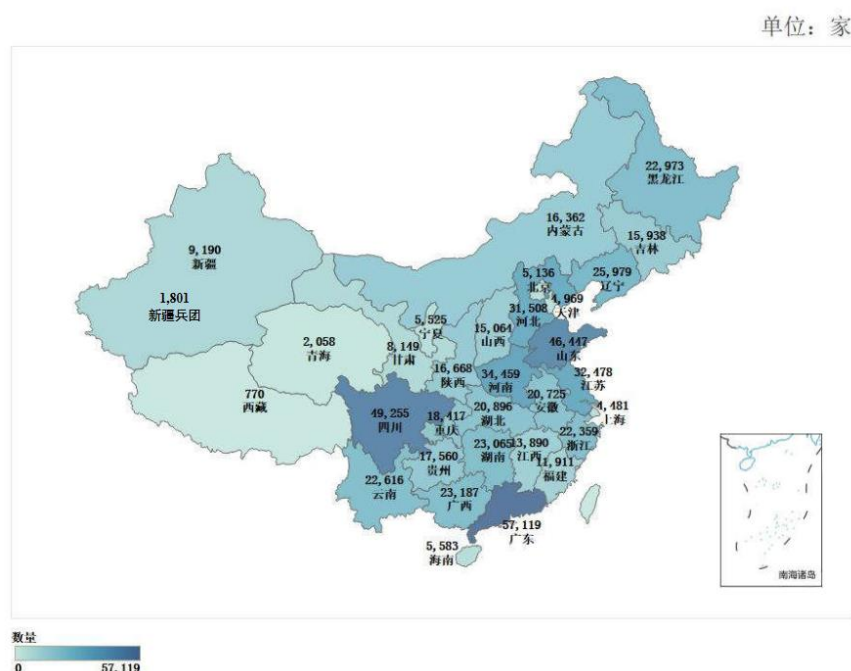 单位：家
22,973
黑龙江
16,362
内蒙古
15,938
吉林
9,190
新疆
1,801
新疆兵团
5,136
北京
25,979
辽宁
4,969
天津
31,508
河北
5,525
宁夏
15,064
山西
2,058
青海
8,149
甘肃
46,447
山东
16,668
陕西
34,459
河南
32,478
江苏
770
西藏
20,725
安徽
4,481
上海
49,255
四川
18,417
重庆
20,896
湖北
22,359
浙江
23,065
湖南
13,890
江西
17,560
贵州
11,911
福建
22,616
云南
23,187
广西
57,119
广东
5,583
海南
南海诸岛
数量
0
57,119